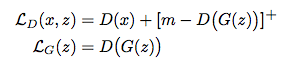 ℒ_D(x, z) = D(x) + [m − D(G(z))]⁺
ℒ_G(z) = D(G(z))